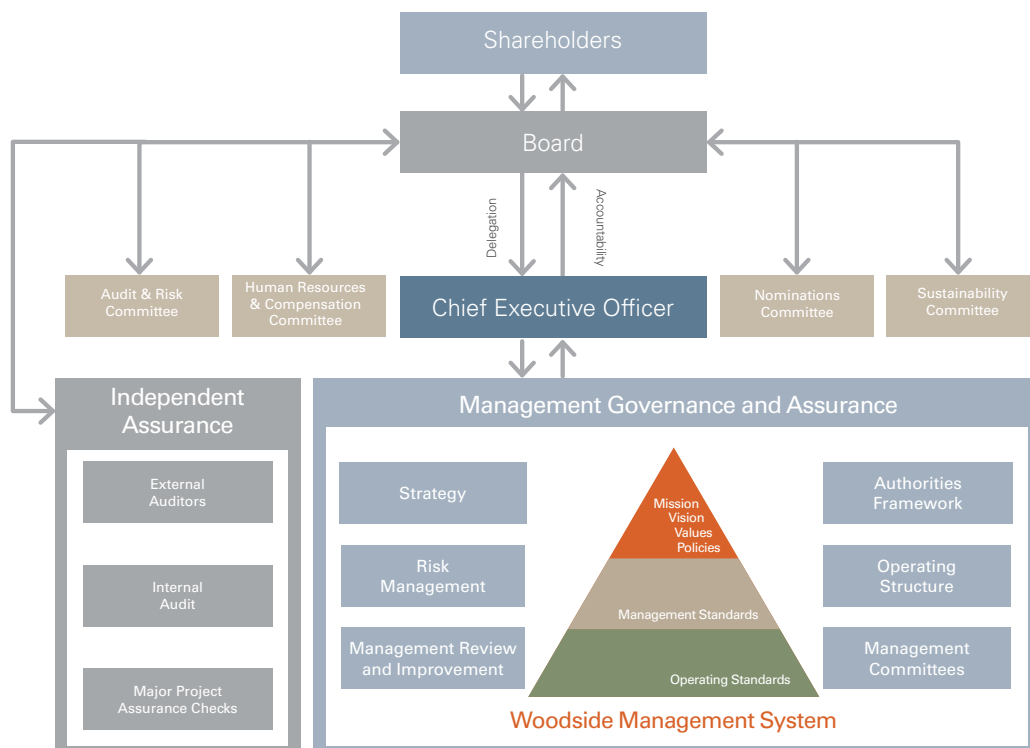 Shareholders
Board
Delegation
Accountability
Audit & Risk
Committee
Human Resources
& Compensation
Committee
Chief Executive Officer
Nominations
Committee
Sustainability
Committee
Independent
Assurance
External
Auditors
Internal
Audit
Major Project
Assurance Checks
Management Governance and Assurance
Strategy
Risk
Management
Management Review
and Improvement
Mission
Vision
Values
Policies
Management Standards
Operating Standards
Authorities
Framework
Operating
Structure
Management
Committees
Woodside Management System